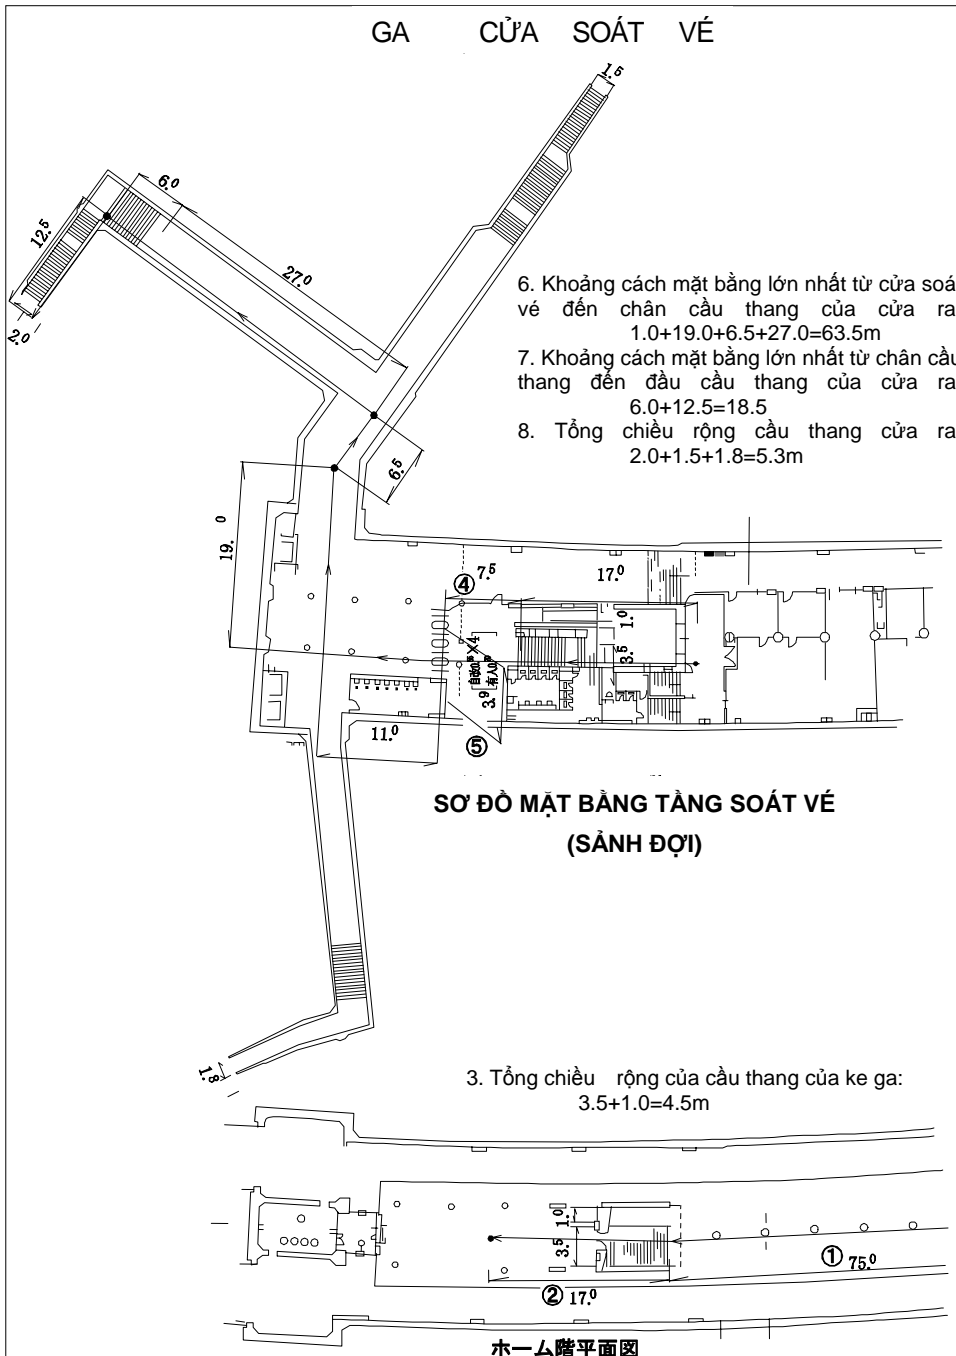 GA CỬA SOÁT VÉ
1.5
6.0
12.5
27.0
2.0
6. Khoảng cách mặt bằng lớn nhất từ cửa soá
vé đến chân cầu thang của cửa ra
1.0+19.0+6.5+27.0=63.5m
7. Khoảng cách mặt bằng lớn nhất từ chân cầu
thang đến đầu cầu thang của cửa ra
6.0+12.5=18.5
8. Tổng chiều rộng cầu thang cửa ra
2.0+1.5+1.8=5.3m
6.5
19.0
④ 7.5 17.0
1.0
3.5
×4
3.9
11.0
⑤
SƠ ĐỒ MẶT BẰNG TẦNG SOÁT VÉ
(SẢNH ĐỢI)
1.8
3. Tổng chiều rộng của cầu thang của ke ga:
3.5+1.0=4.5m
1.0
3.5
① 75.0
② 17.0
ホーム階平面図